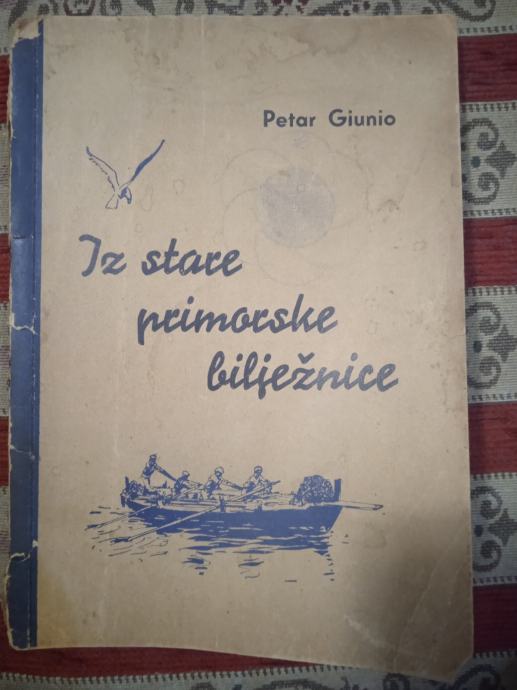 Petar Giunio
Iz stare
primorske
bilježnice